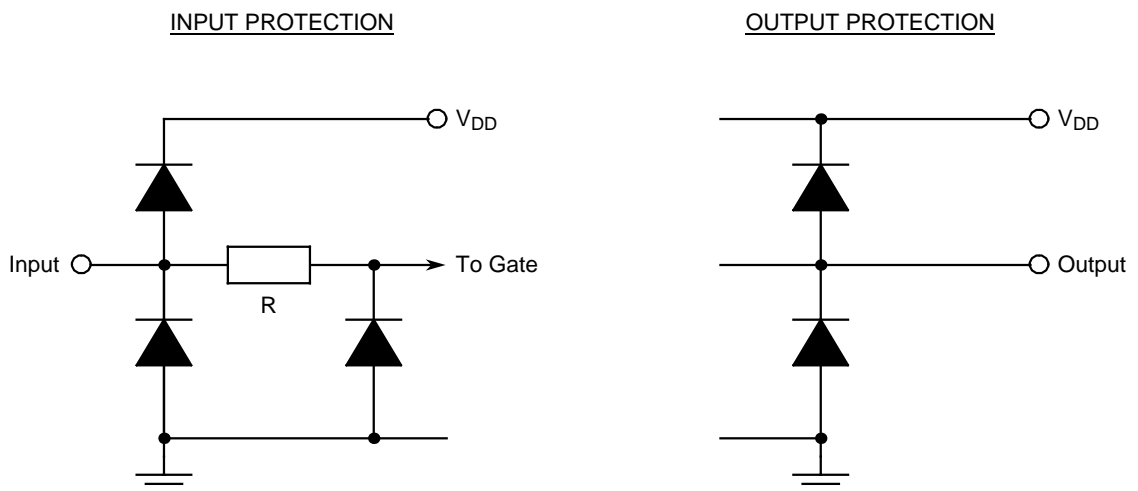 INPUT PROTECTION
V_DD
Input
R
To Gate
OUTPUT PROTECTION
V_DD
Output